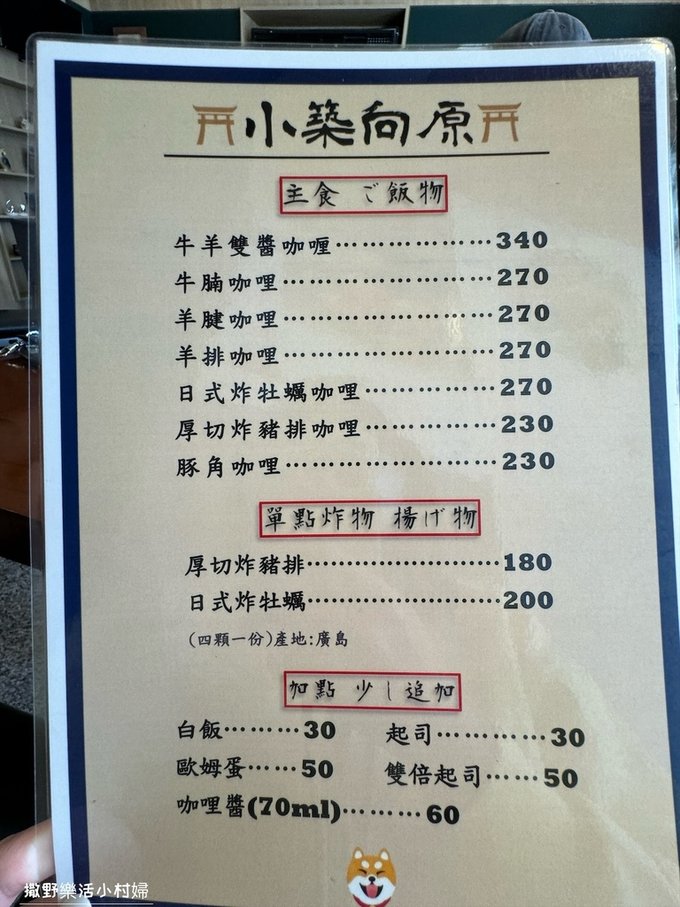 小築向原
主食 ご飯物
牛羊雙醬咖喱…………………340
牛腩咖哩…………………………270
羊腱咖哩…………………………270
羊排咖哩…………………………270
日式炸牡蠣咖哩………………270
厚切炸豬排咖哩………………230
豚角咖哩…………………………230
單點炸物 揚げ物
厚切炸豬排………………………180
日式炸牡蠣………………………200
(四顆一份)產地:廣島
加點 少し追加
白飯………30 起司…………30
歐姆蛋……50 雙倍起司……50
咖哩醬(70ml)………60
撒野樂活小村婦